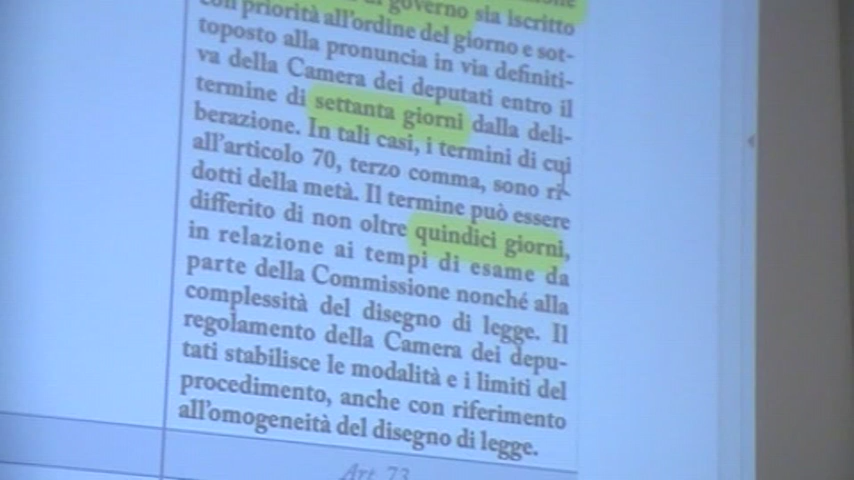 governo sia iscritto
con priorità all'ordine del giorno e sot-
toposto alla pronuncia in via definiti-
va della Camera dei deputati entro il
termine di settanta giorni dalla deli-
berazione. In tali casi, i termini di cui
all'articolo 70, terzo comma, sono ri-
dotti della metà. Il termine può essere
differito di non oltre quindici giorni,
in relazione ai tempi di esame da
parte della Commissione nonché alla
complessità del disegno di legge. Il
regolamento della Camera dei depu-
tati stabilisce le modalità e i limiti del
procedimento, anche con riferimento
all'omogeneità del disegno di legge.
Art. 73